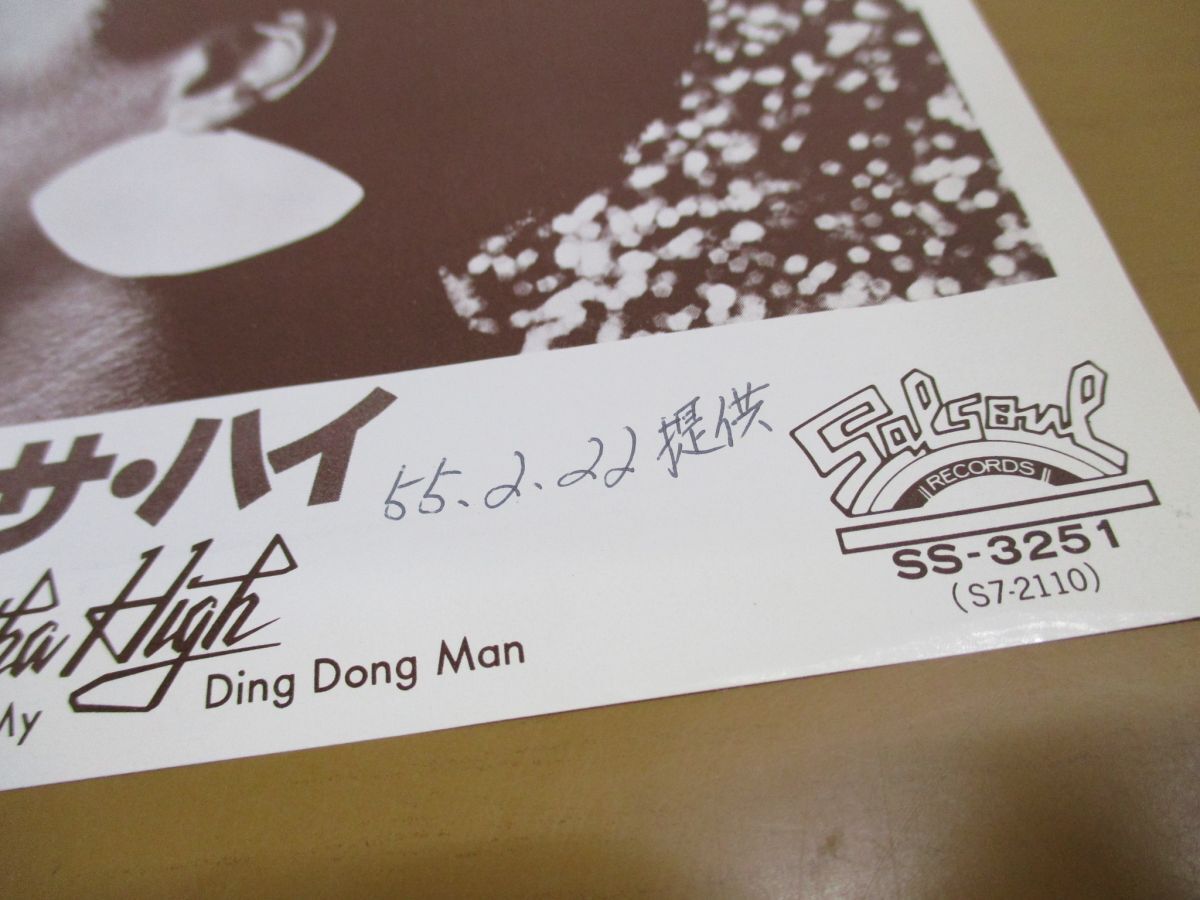 サ・ハイ
55.2.22 提供
Salsoul
RECORDS
SS-3251
(S7-2110)
ha High
My Ding Dong Man